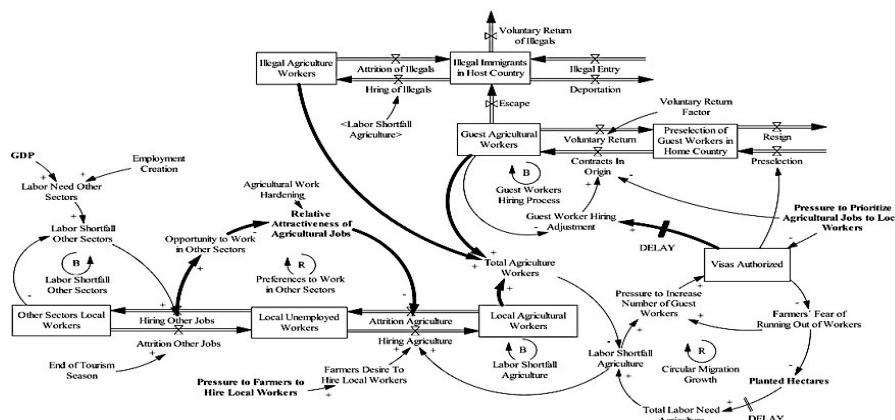 Voluntary Return
of Illegals
Illegal Agriculture
Workers
Attrition of Illegals
Hring of Illegals
Illegal Immigrants
in Host Country
Illegal Entry
Deportation
<Labor Shortfall
Agriculture>
Escape
Voluntary Return
Factor
Guest Agricultural
Workers
Voluntary Return
Contracts In
Origin
Preselection of
Guest Workers in
Home Country
Resign
Preselection
GDP
Employment
Creation
Labor Need Other
Sectors
Agricultural Work
Hardening
Relative
Attractiveness of
Agricultural Jobs
B
Guest Workers
Hiring Process
Guest Worker Hiring
Adjustment
Pressure to Prioritize
Agricultural Jobs to Loc
Workers
DELAY
Labor Shortfall
Other Sectors
Opportunity to Work
in Other Sectors
B
Labor Shortfall
Other Sectors
R
Preferences to Work
in Other Sectors
Total Agriculture
Workers
Visas Authorized
Pressure to Increase
Number of Guest
Workers
Other Sectors Local
Workers
Hiring Other Jobs
Attrition Other Jobs
Local Unemployed
Workers
Attrition Agriculture
Hiring Agriculture
Local Agricultural
Workers
Farmers' Fear of
Running Out of Workers
End of Tourism
Season
Pressure to Farmers to
Hire Local Workers
Farmers Desire To
Hire Local Workers
B
Labor Shortfall
Agriculture
Labor Shortfall
Agriculture
R
Circular Migration
Growth
Planted Hectares
Total Labor Need
DELAY